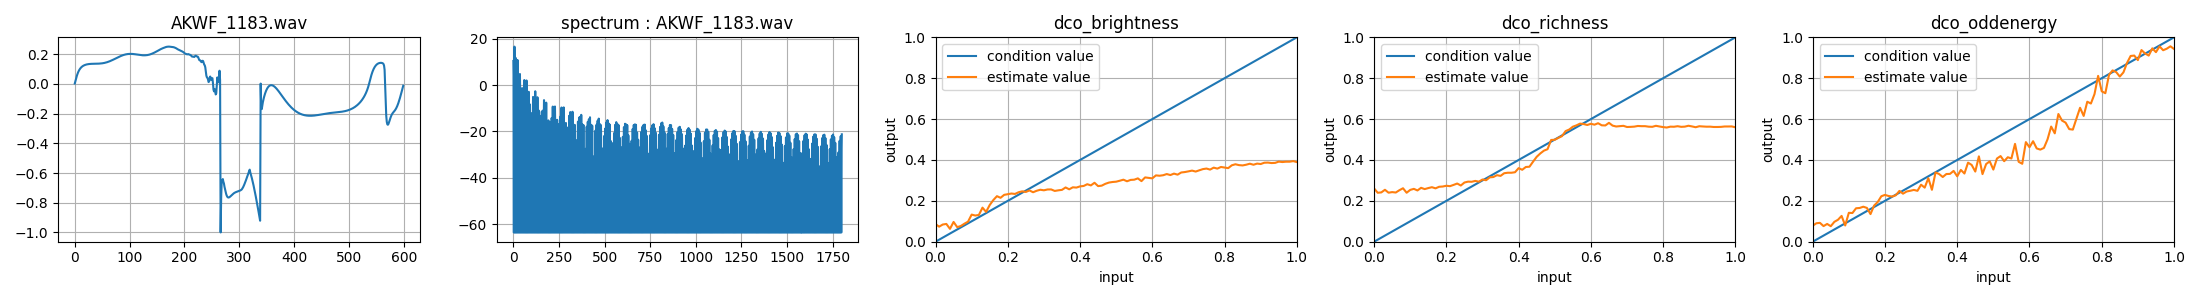 AKWF_1183.wav
0.2
0.0
−0.2
−0.4
−0.6
−0.8
−1.0
0 100 200 300 400 500 600
spectrum : AKWF_1183.wav
20
0
−20
−40
−60
0 250 500 750 1000 1250 1500 1750
dco_brightness
condition value
estimate value
output
1.0
0.8
0.6
0.4
0.2
0.0
0.0 0.2 0.4 0.6 0.8 1.0
input
dco_richness
condition value
estimate value
output
1.0
0.8
0.6
0.4
0.2
0.0
0.0 0.2 0.4 0.6 0.8 1.0
input
dco_oddenergy
condition value
estimate value
output
1.0
0.8
0.6
0.4
0.2
0.0
0.0 0.2 0.4 0.6 0.8 1.0
input